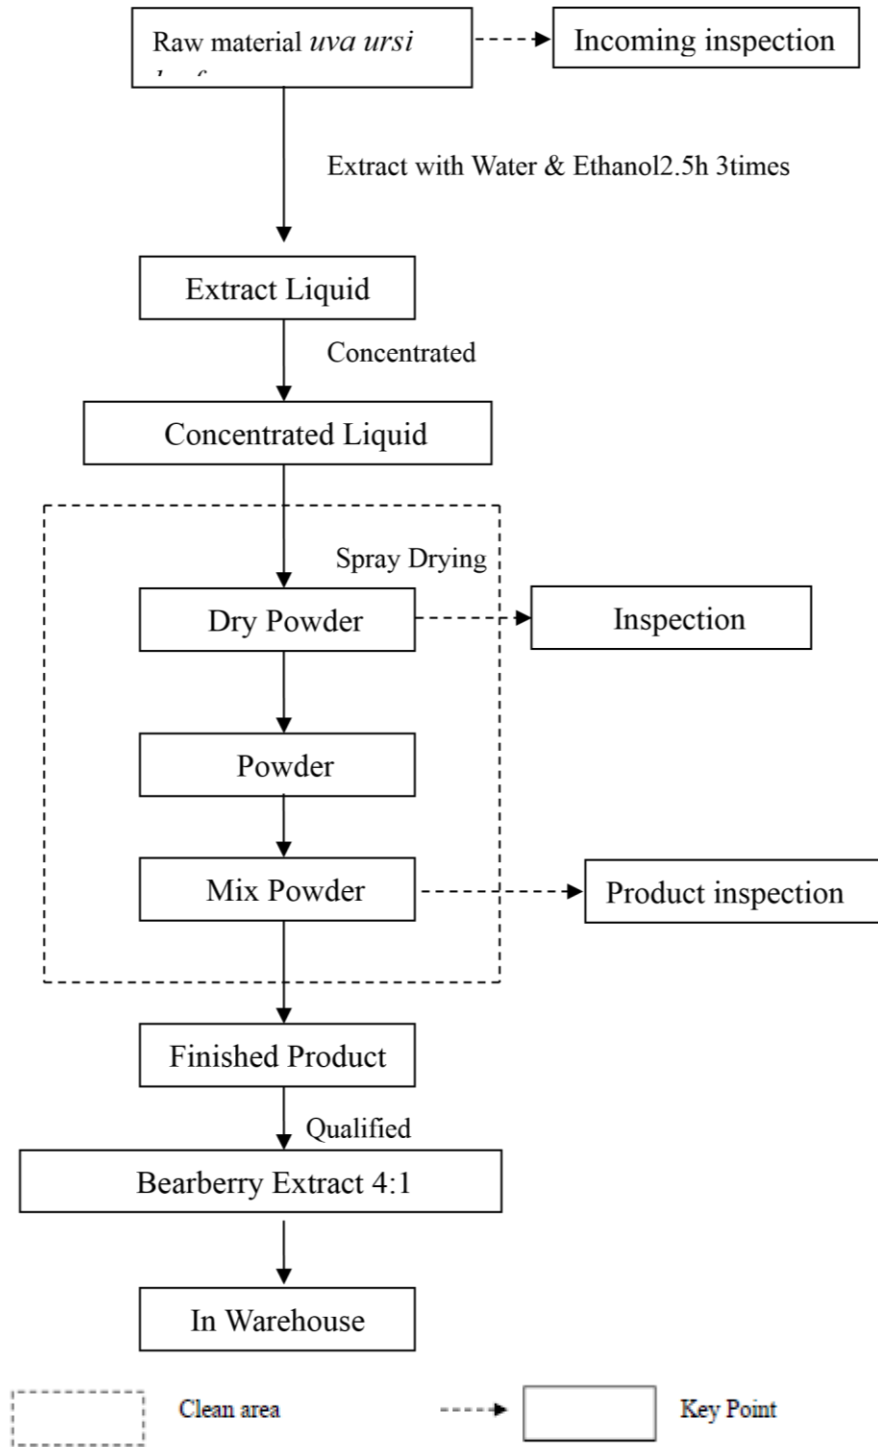 Raw material uva ursi
Incoming inspection
Extract with Water & Ethanol2.5h 3times
Extract Liquid
Concentrated
Concentrated Liquid
Spray Drying
Dry Powder
Inspection
Powder
Mix Powder
Product inspection
Finished Product
Qualified
Bearberry Extract 4:1
In Warehouse
Clean area
Key Point